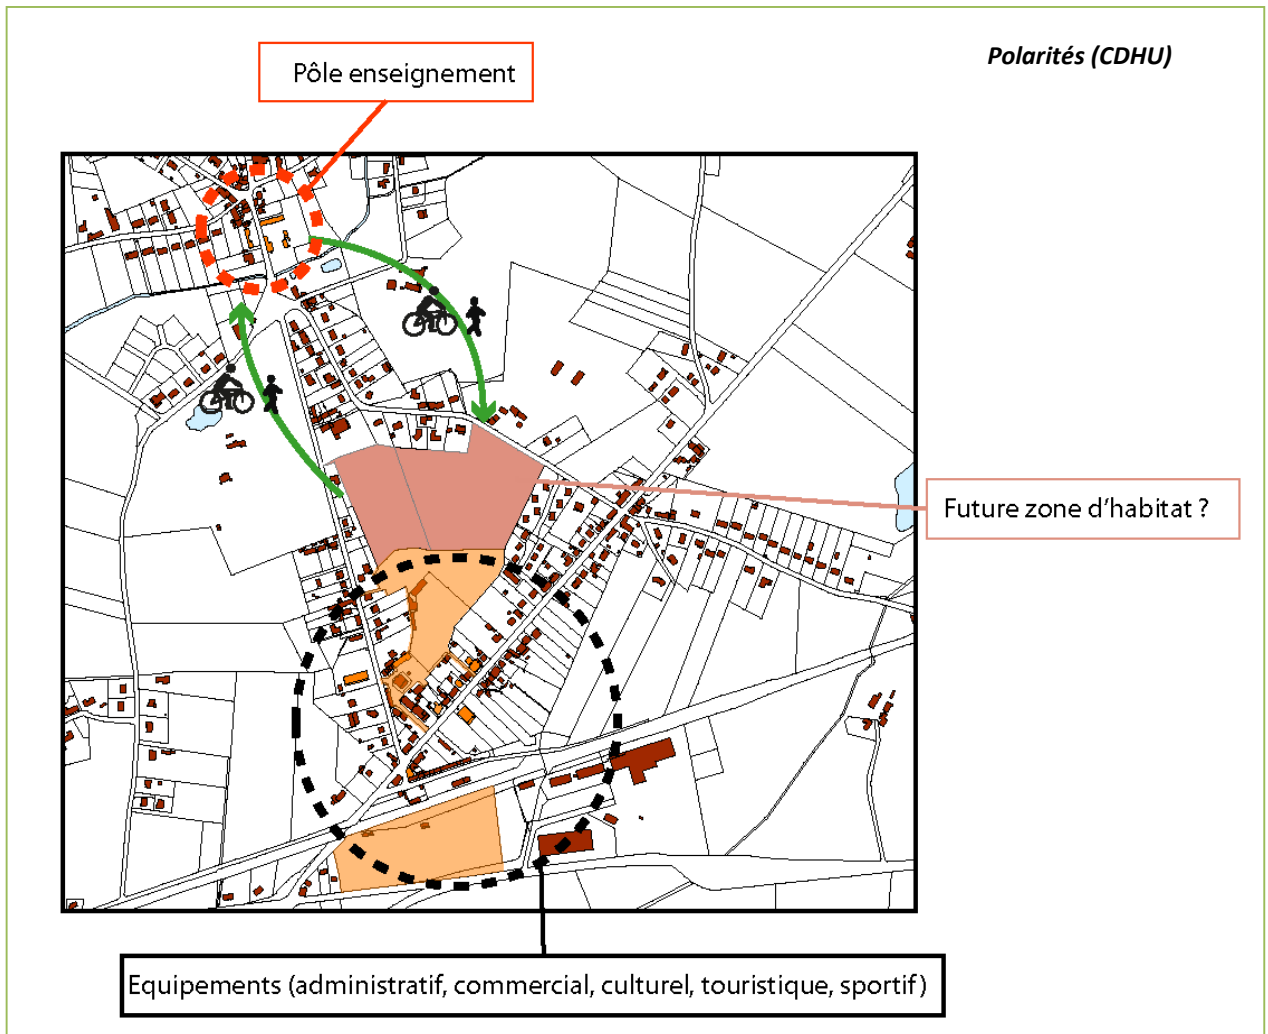 Polarités (CDHU)
Pôle enseignement
Future zone d'habitat ?
Equipements (administratif, commercial, culturel, touristique, sportif)